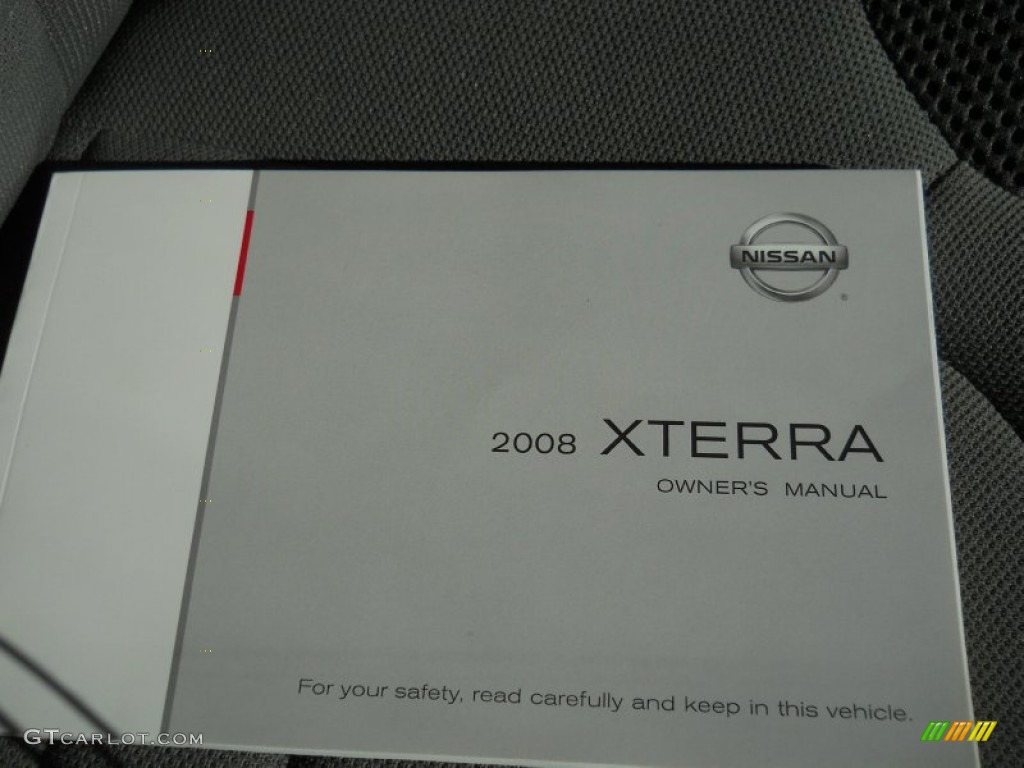 NISSAN
®
2008 XTERRA
OWNER'S MANUAL
For your safety, read carefully and keep in this vehicle.
GTCARLOT.COM